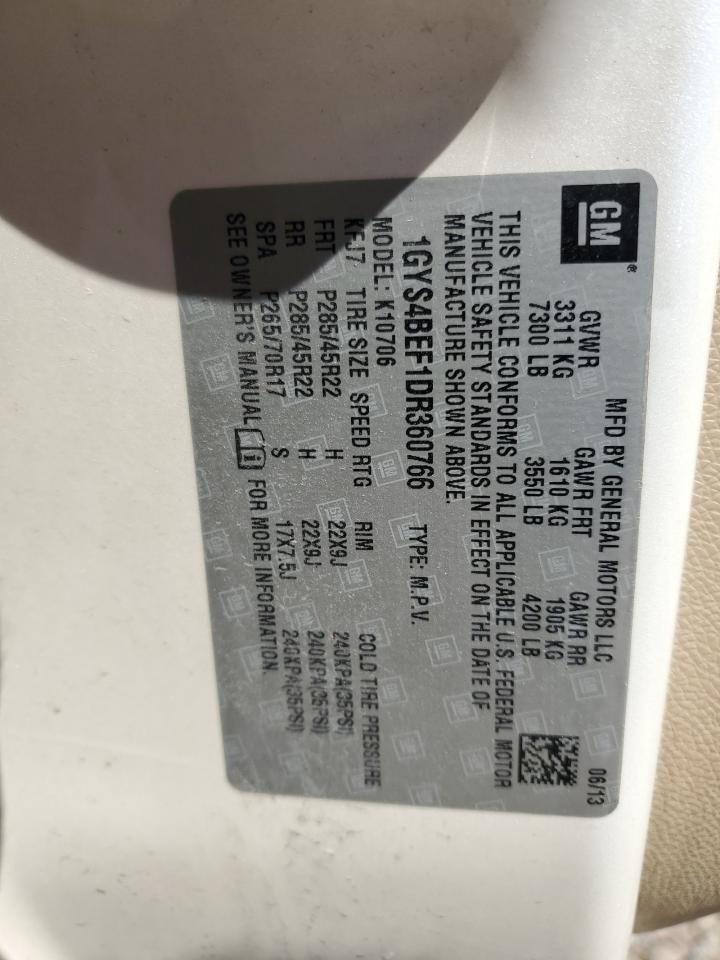 GM®
MFD BY GENERAL MOTORS LLC 06/13
GVWR GAWR FRT GAWR RR
3311 KG 1610 KG 1905 KG
7300 LB 3550 LB 4200 LB
THIS VEHICLE CONFORMS TO ALL APPLICABLE U.S. FEDERAL MOTOR
VEHICLE SAFETY STANDARDS IN EFFECT ON THE DATE OF
MANUFACTURE SHOWN ABOVE.
1GYS4BEF1DR360766 TYPE: M.P.V.
MODEL: K10706
KEJ7 TIRE SIZE SPEED RTG RIM COLD TIRE PRESSURE
FRT P285/45R22 H 22X9J 240KPA(35PSI)
RR P285/45R22 H 22X9J 240KPA(35PSI)
SPA P265/70R17 S 17X7.5J 240KPA(35PSI)
SEE OWNER'S MANUAL i FOR MORE INFORMATION.